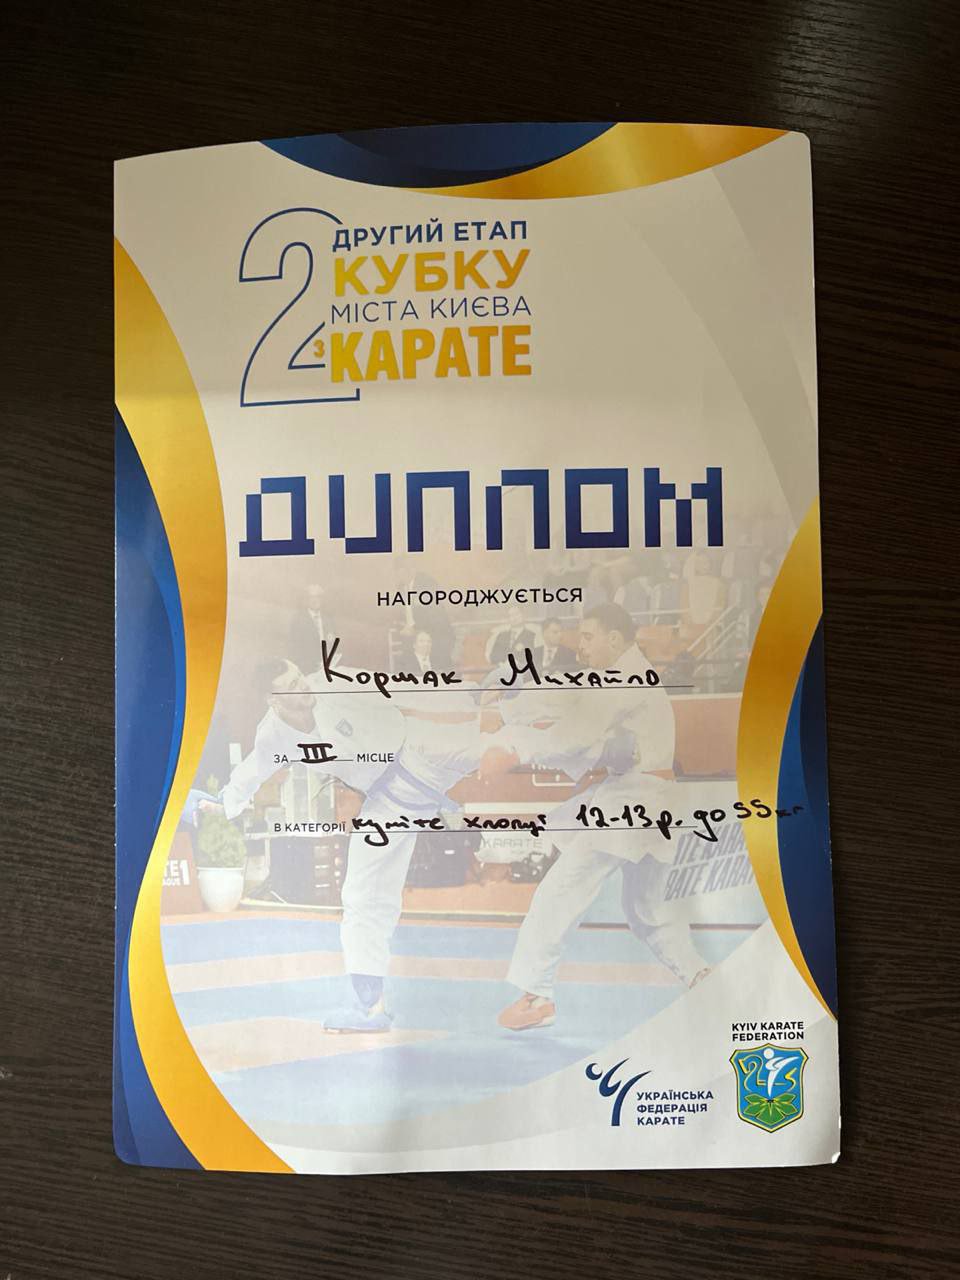 2
ДРУГИЙ ЕТАП
КУБКУ
МІСТА КИЄВА
З КАРАТЕ
ДИПЛОМ
НАГОРОДЖУЄТЬСЯ
Коршак Михайло
ЗА III МІСЦЕ
В КАТЕГОРІЇ куміте хлопці 12-13 р. до 55 кг
KYIV KARATE
FEDERATION
УКРАЇНСЬКА
ФЕДЕРАЦІЯ
КАРАТЕ